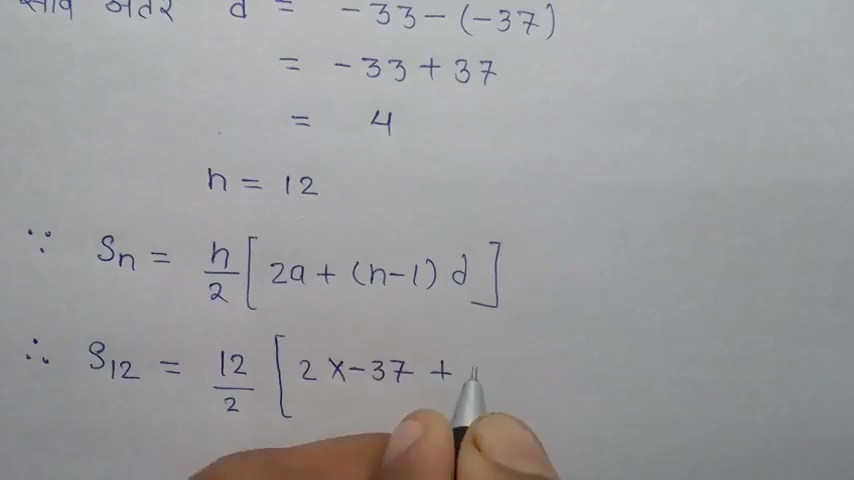 सार्व अंतर d = -33-(-37)
= -33+37
= 4
n = 12
∵ Sn = n/2 [2a+(n-1)d]
∴ S12 = 12/2 [2×-37+